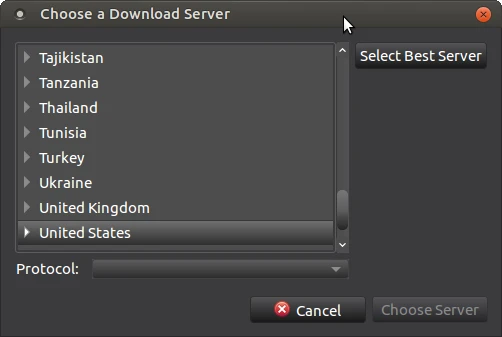 Choose a Download Server
Tajikistan
Tanzania
Thailand
Tunisia
Turkey
Ukraine
United Kingdom
United States
Select Best Server
Protocol:
Cancel
Choose Server